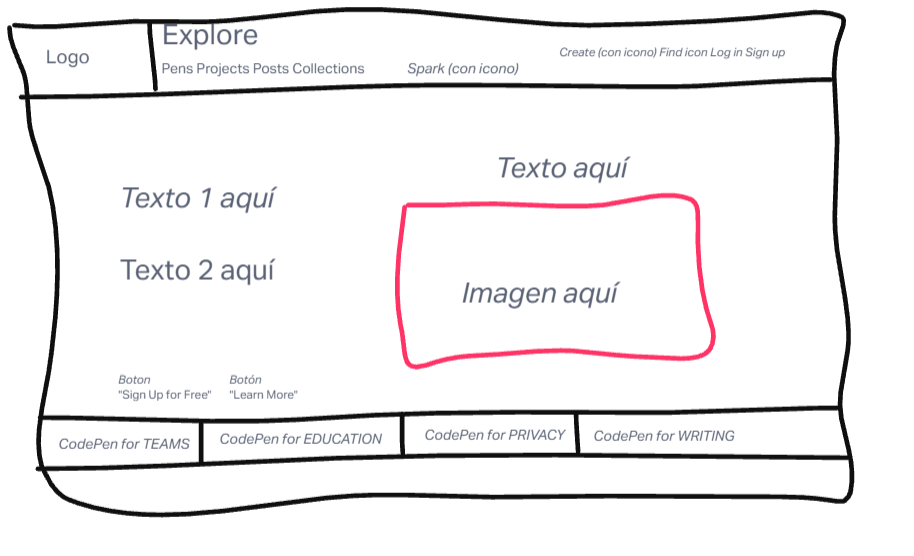 Logo
Explore
Pens Projects Posts Collections
Spark (con icono)
Create (con icono) Find icon Log in Sign up
Texto 1 aquí
Texto 2 aquí
Texto aquí
Imagen aquí
Boton
"Sign Up for Free"
Botón
"Learn More"
CodePen for TEAMS
CodePen for EDUCATION
CodePen for PRIVACY
CodePen for WRITING